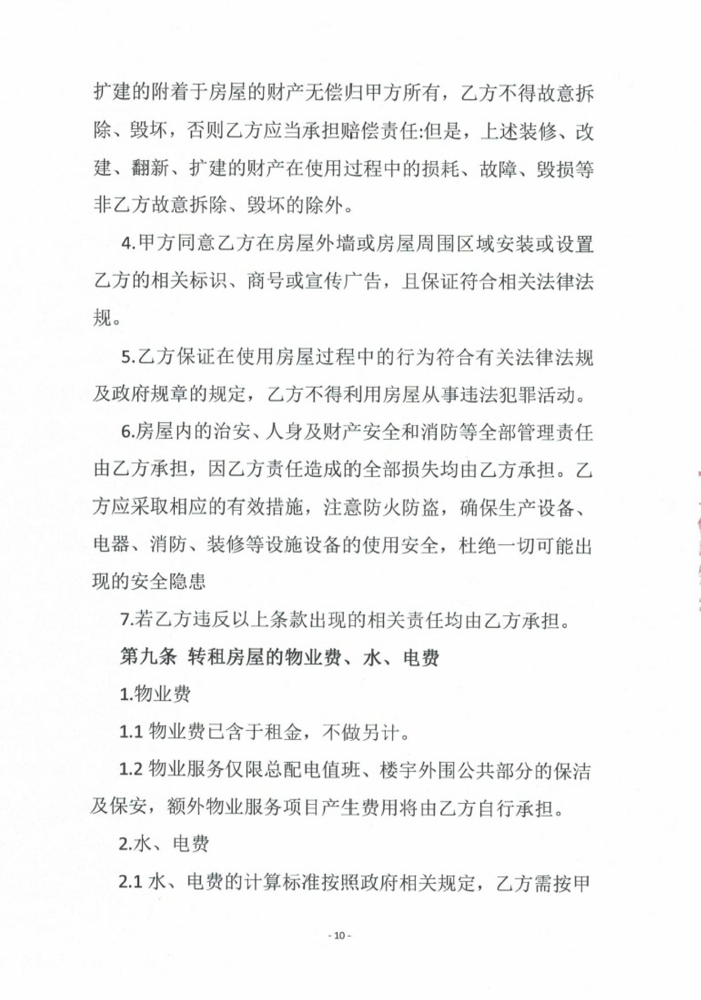 扩建的附着于房屋的财产无偿归甲方所有，乙方不得故意拆
除、毁坏，否则乙方应当承担赔偿责任:但是，上述装修、改
建、翻新、扩建的财产在使用过程中的损耗、故障、毁损等
非乙方故意拆除、毁坏的除外。
4.甲方同意乙方在房屋外墙或房屋周围区域安装或设置
乙方的相关标识、商号或宣传广告，且保证符合相关法律法
规。
5.乙方保证在使用房屋过程中的行为符合有关法律法规
及政府规章的规定，乙方不得利用房屋从事违法犯罪活动。
6.房屋内的治安、人身及财产安全和消防等全部管理责任
由乙方承担，因乙方责任造成的全部损失均由乙方承担。乙
方应采取相应的有效措施，注意防火防盗，确保生产设备、
电器、消防、装修等设施设备的使用安全，杜绝一切可能出
现的安全隐患
7.若乙方违反以上条款出现的相关责任均由乙方承担。
第九条 转租房屋的物业费、水、电费
1.物业费
1.1 物业费已含于租金，不做另计。
1.2 物业服务仅限总配电值班、楼宇外围公共部分的保洁
及保安，额外物业服务项目产生费用将由乙方自行承担。
2.水、电费
2.1 水、电费的计算标准按照政府相关规定，乙方需按甲
- 10 -